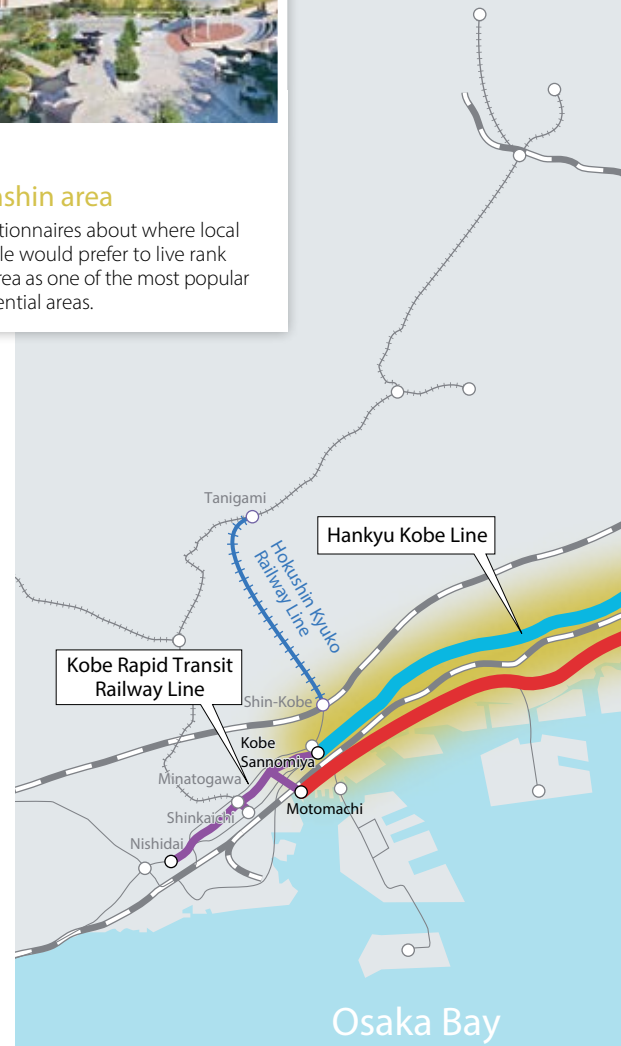 shin area
tionnaires about where local
le would prefer to live rank
rea as one of the most popular
ential areas.
Tanigami
Hankyu Kobe Line
Hokushin Kyuko
Railway Line
Kobe Rapid Transit
Railway Line
Shin-Kobe
Kobe
Sannomiya
Minatogawa
Motomachi
Shinkaichi
Nishidai
Osaka Bay